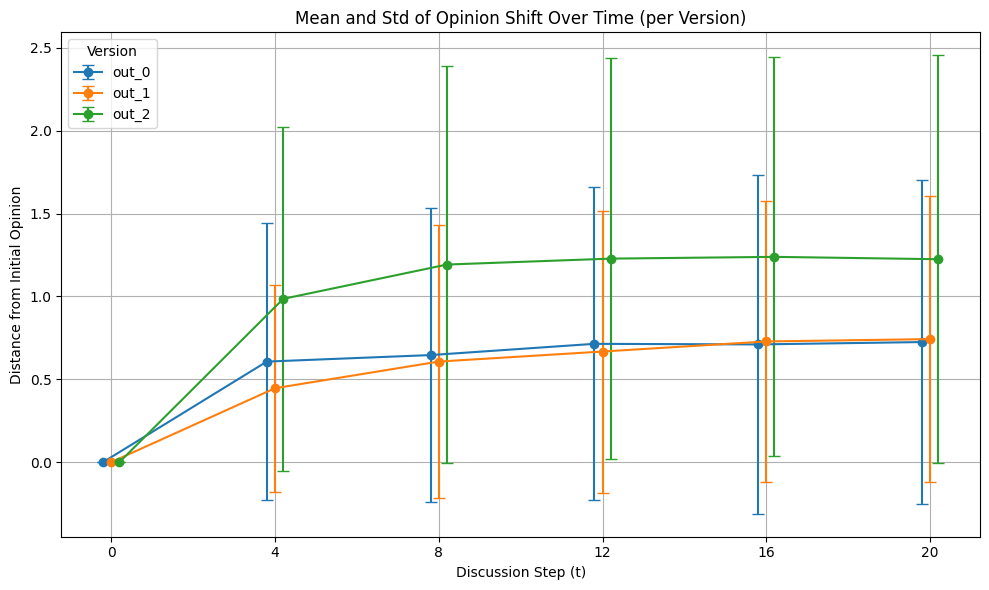 Mean and Std of Opinion Shift Over Time (per Version)
Version
out_0
out_1
out_2
Distance from Initial Opinion
2.5
2.0
1.5
1.0
0.5
0.0
0
4
8
12
16
20
Discussion Step (t)